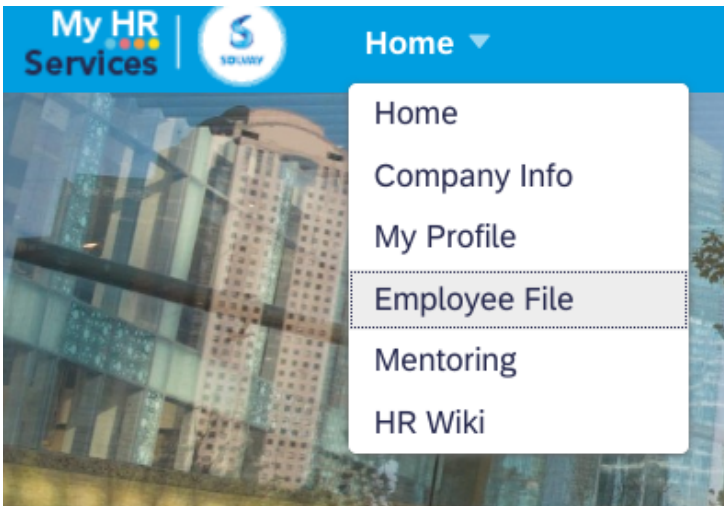 My HR
Services
SOLVAY
Home
Home
Company Info
My Profile
Employee File
Mentoring
HR Wiki